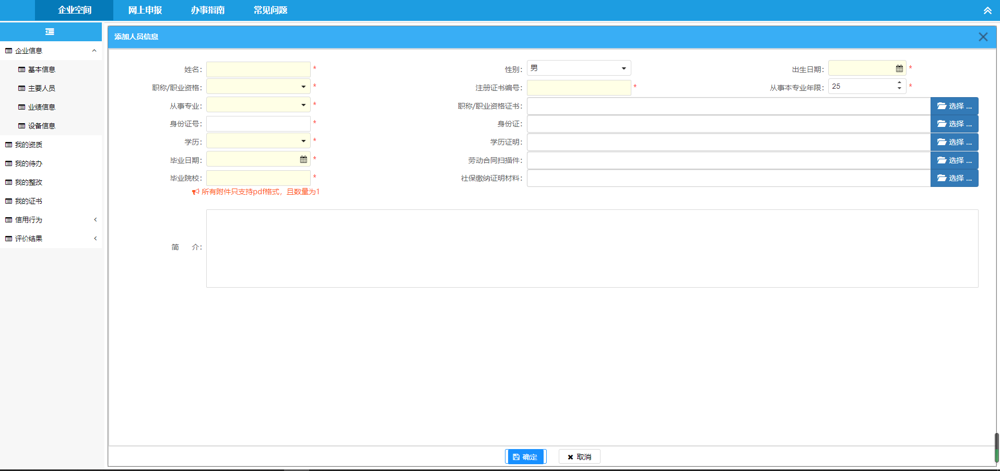 企业空间 网上申报 办事指南 常见问题
添加人员信息
企业信息
基本信息
主要人员
业绩信息
设备信息
我的资质
我的待办
我的整改
我的证书
信用行为
评价结果
姓名： * 性别： 男 出生日期： *
职称/职业资格： * 注册证书编号： * 从事本专业年限： 25 *
从事专业： * 职称/职业资格证书： 选择 ...
身份证号： * 身份证： 选择 ...
学历： * 学历证明： 选择 ...
毕业日期： * 劳动合同扫描件： 选择 ...
毕业院校： * 社保缴纳证明材料： 选择 ...
所有附件只支持pdf格式，且数量为1
简 介：
确定 取消